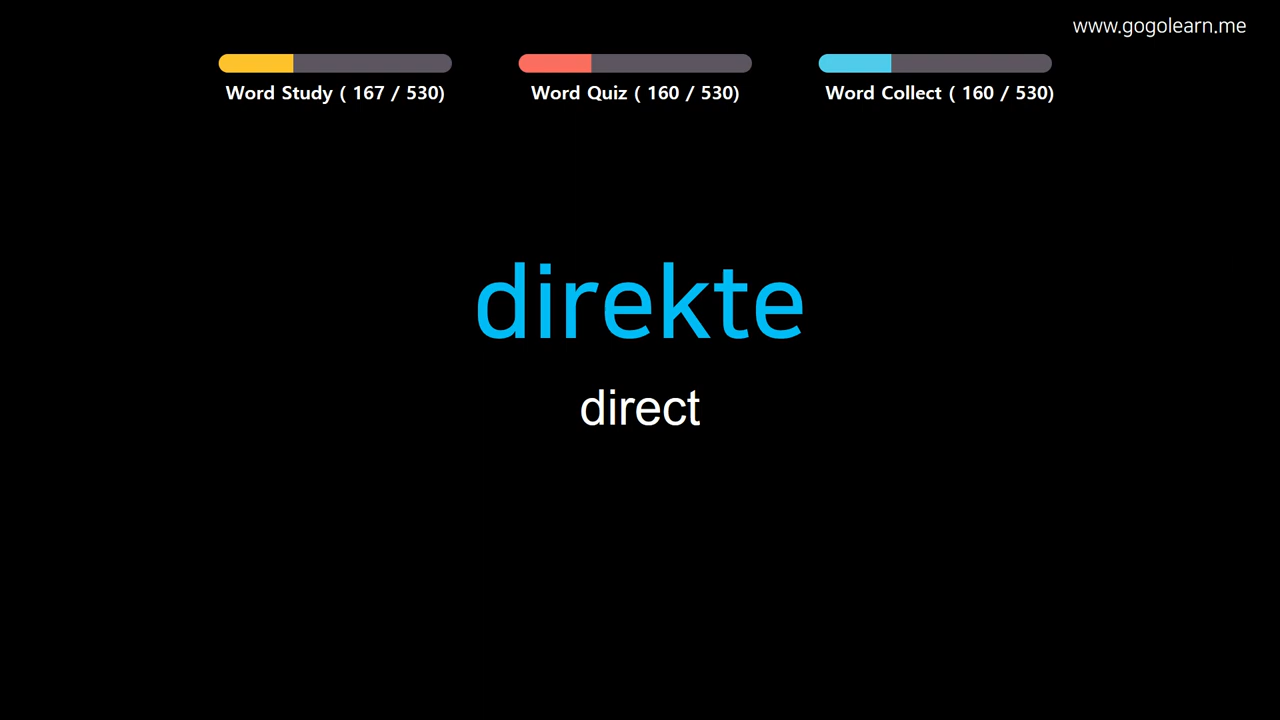 www.gogolearn.me
Word Study ( 167 / 530)
Word Quiz ( 160 / 530)
Word Collect ( 160 / 530)
direkte
direct